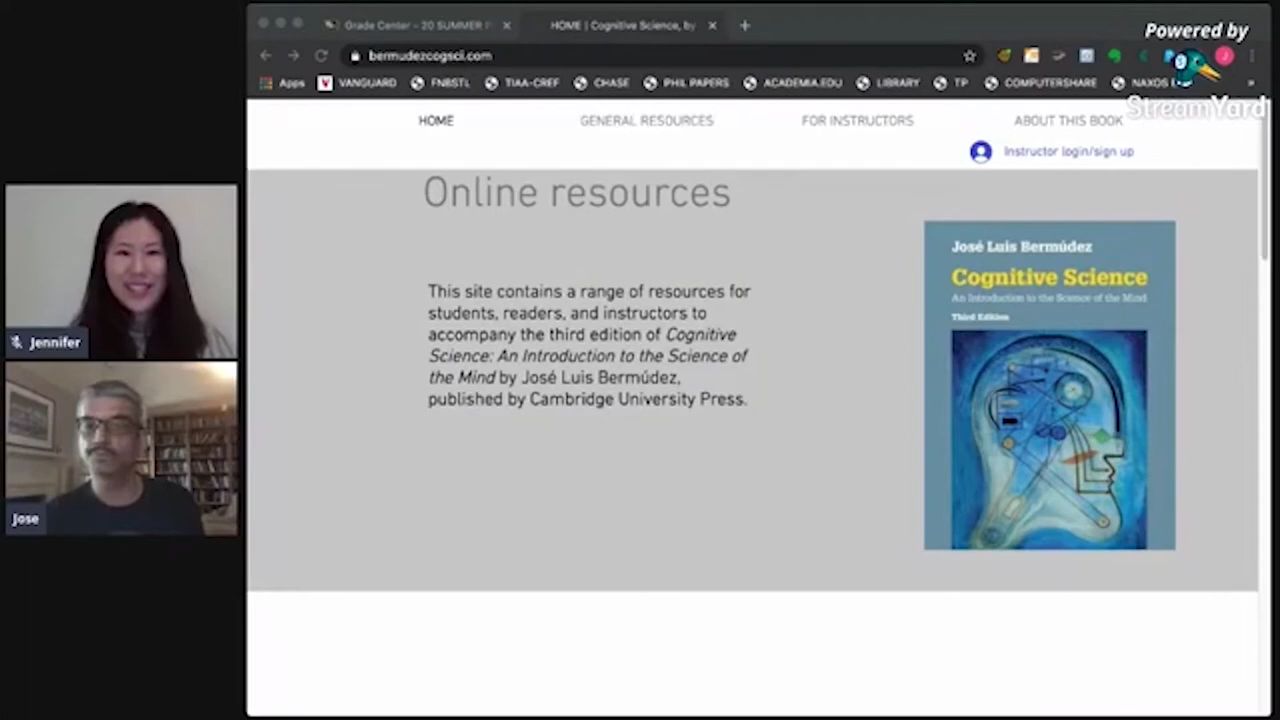 Grade Center – 20 SUMMER
HOME | Cognitive Science, by
Powered by
bermudezcogsci.com
Apps
VANGUARD
FNBSTL
TIAA-CREF
CHASE
PHIL PAPERS
ACADEMIA.EDU
LIBRARY
TP
COMPUTERSHARE
NAXOS
StreamYard
HOME
GENERAL RESOURCES
FOR INSTRUCTORS
ABOUT THIS BOOK
Instructor login/sign up
Online resources
This site contains a range of resources for
students, readers, and instructors to
accompany the third edition of Cognitive
Science: An Introduction to the Science of
the Mind by José Luis Bermúdez,
published by Cambridge University Press.
José Luis Bermúdez
Cognitive Science
An Introduction to the Science of the Mind
Third Edition
Jennifer
Jose